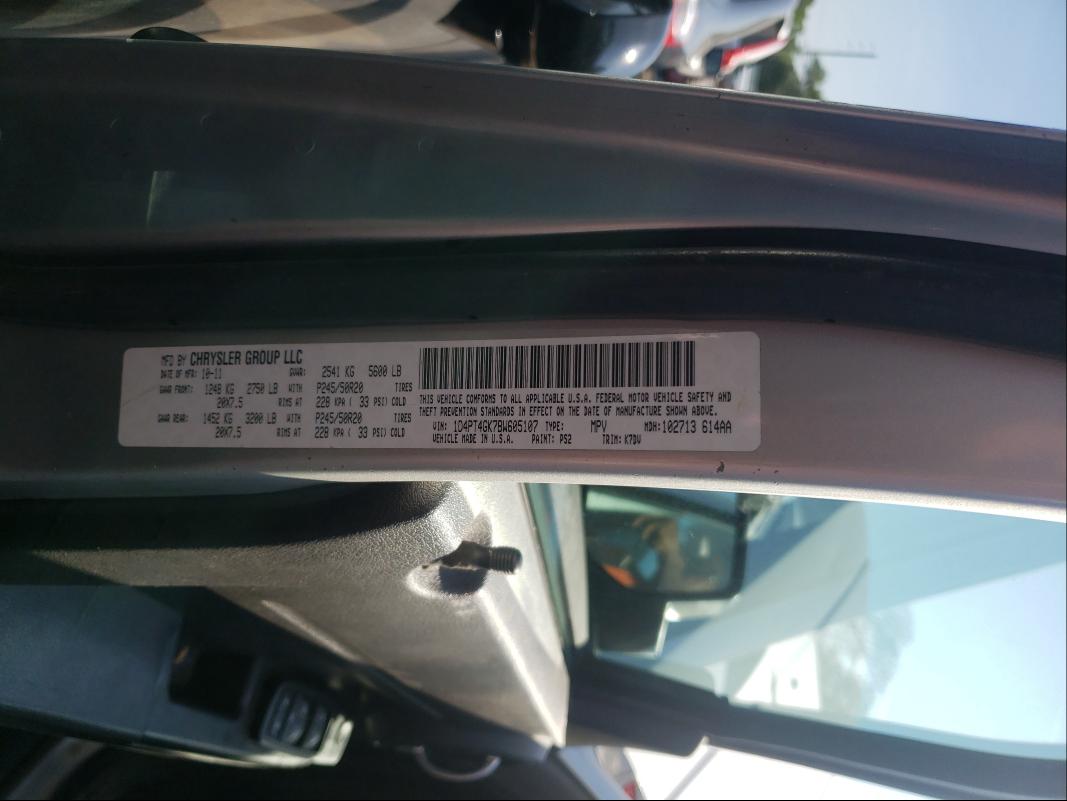 MFD BY CHRYSLER GROUP LLC
DATE OF MFR: 10-11 GVWR: 2541 KG 5600 LB
GAWR FRONT: 1248 KG 2750 LB WITH P245/50R20 TIRES
20X7.5 RIMS AT 228 KPA ( 33 PSI) COLD
GAWR REAR: 1452 KG 3200 LB WITH P245/50R20 TIRES
20X7.5 RIMS AT 228 KPA ( 33 PSI) COLD
THIS VEHICLE CONFORMS TO ALL APPLICABLE U.S.A. FEDERAL MOTOR VEHICLE SAFETY AND
THEFT PREVENTION STANDARDS IN EFFECT ON THE DATE OF MANUFACTURE SHOWN ABOVE.
VIN: 1D4PT4GK7BW605107 TYPE: MPV MDH:102713 614AA
VEHICLE MADE IN U.S.A. PAINT: PS2 TRIM: K7DV